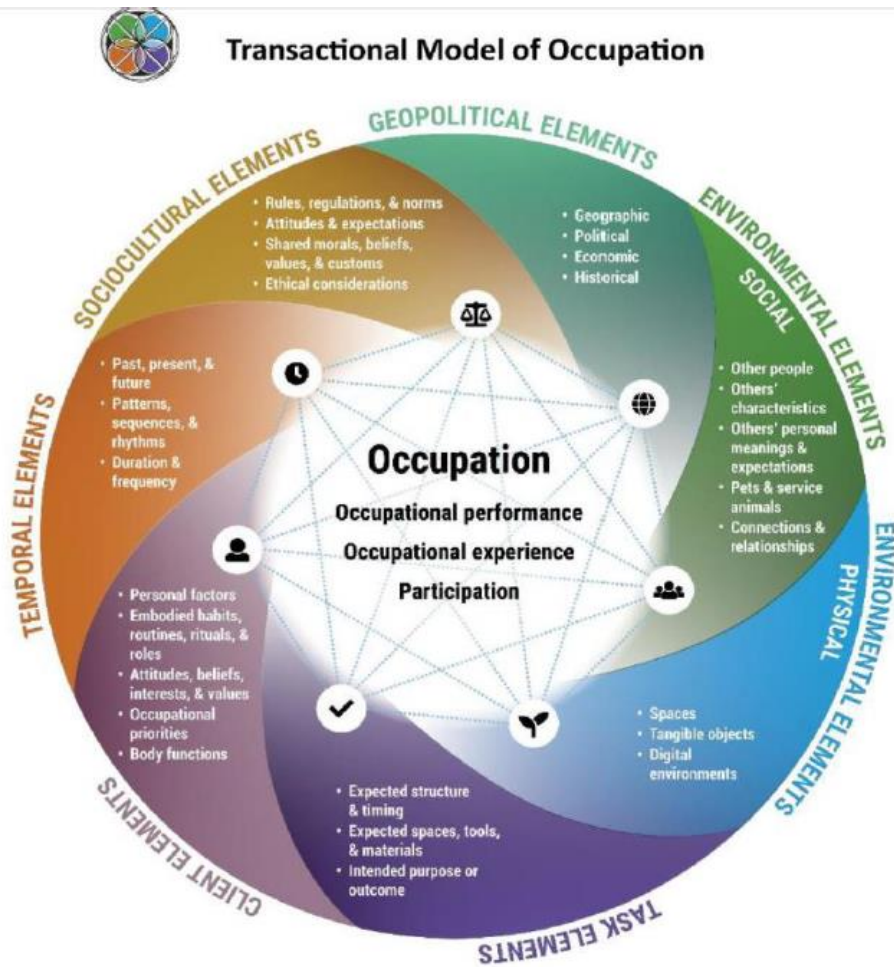 Transactional Model of Occupation
GEOPOLITICAL ELEMENTS
• Geographic
• Political
• Economic
• Historical
ENVIRONMENTAL ELEMENTS
SOCIAL
• Other people
• Others'
characteristics
• Others' personal
meanings &
expectations
• Pets & service
animals
• Connections &
relationships
ENVIRONMENTAL ELEMENTS
PHYSICAL
• Spaces
• Tangible objects
• Digital
environments
TASK ELEMENTS
• Expected structure
& timing
• Expected spaces, tools,
& materials
• Intended purpose or
outcome
CLIENT ELEMENTS
• Personal factors
• Embodied habits,
routines, rituals, &
roles
• Attitudes, beliefs,
interests, & values
• Occupational
priorities
• Body functions
TEMPORAL ELEMENTS
• Past, present, &
future
• Patterns,
sequences, &
rhythms
• Duration &
frequency
SOCIOCULTURAL ELEMENTS
• Rules, regulations, & norms
• Attitudes & expectations
• Shared morals, beliefs,
values, & customs
• Ethical considerations
Occupation
Occupational performance
Occupational experience
Participation